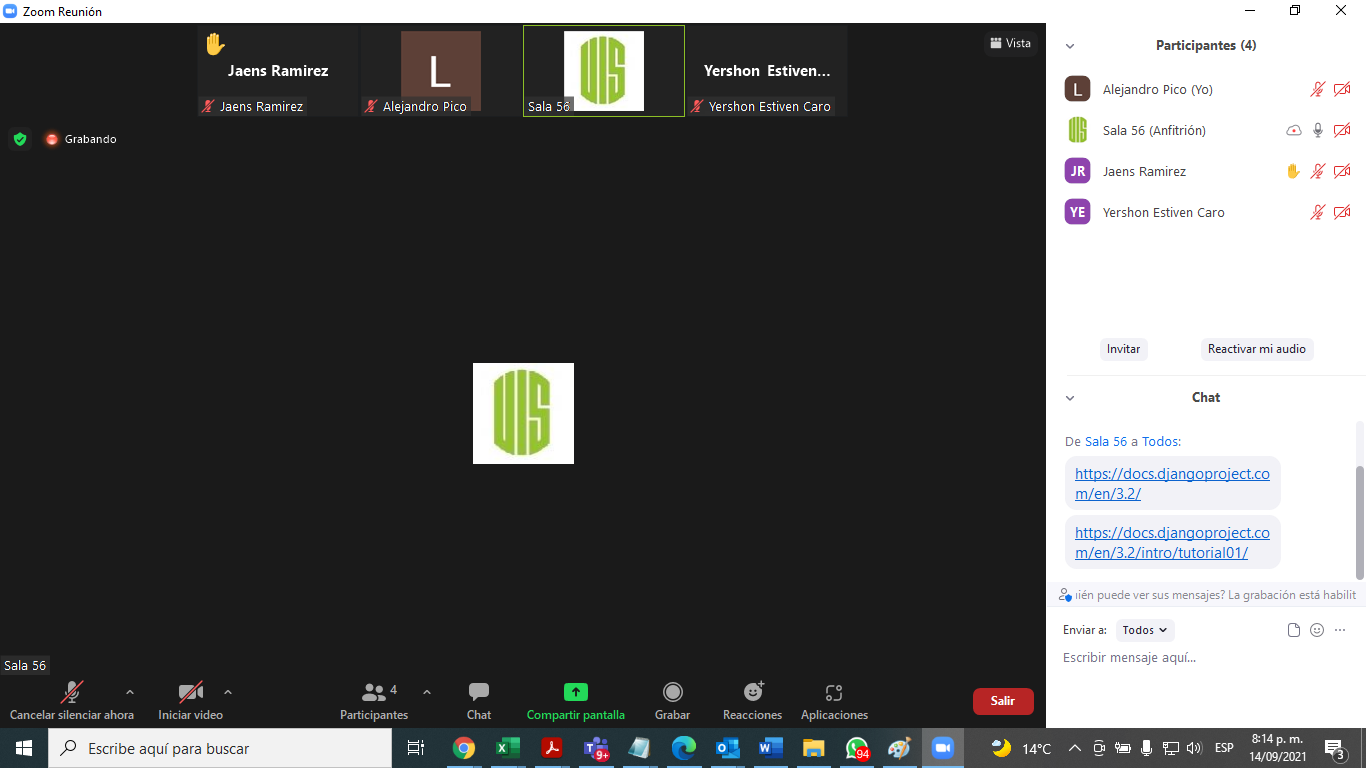 Zoom Reunión
Jaens Ramirez
Jaens Ramirez
L
Alejandro Pico
UIS
Sala 56
Yershon Estiven...
Yershon Estiven Caro
Vista
Grabando
UIS
Sala 56
Cancelar silenciar ahora
Iniciar video
4
Participantes
Chat
Compartir pantalla
Grabar
Reacciones
Aplicaciones
Salir
Participantes (4)
L Alejandro Pico (Yo)
Sala 56 (Anfitrión)
JR Jaens Ramirez
YE Yershon Estiven Caro
Invitar
Reactivar mi audio
Chat
De Sala 56 a Todos:
https://docs.djangoproject.co
m/en/3.2/
https://docs.djangoproject.co
m/en/3.2/intro/tutorial01/
ién puede ver sus mensajes? La grabación está habilit
Enviar a: Todos
Escribir mensaje aquí...
Escribe aquí para buscar
9+
94
14°C
ESP
8:14 p. m.
14/09/2021
3